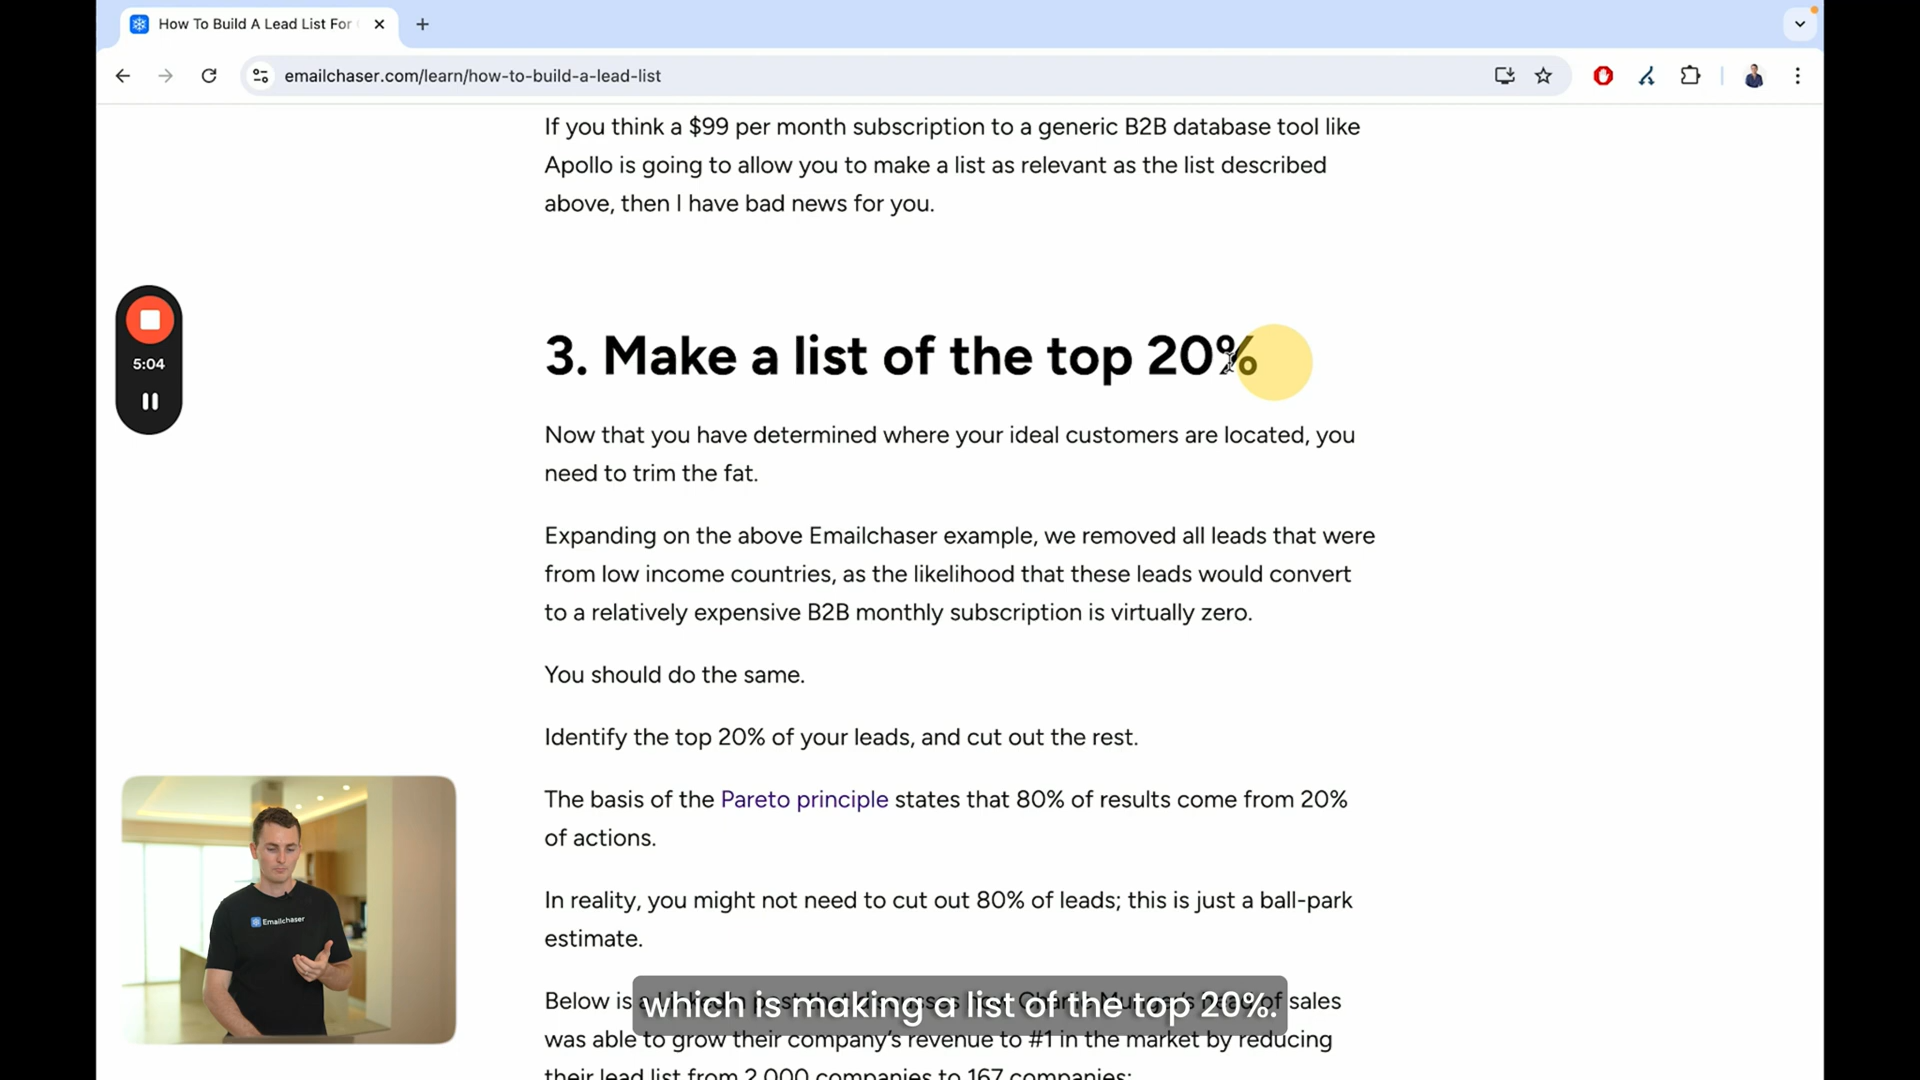 How To Build A Lead List For
emailchaser.com/learn/how-to-build-a-lead-list
If you think a $99 per month subscription to a generic B2B database tool like
Apollo is going to allow you to make a list as relevant as the list described
above, then I have bad news for you.
5:04
3. Make a list of the top 20%
Now that you have determined where your ideal customers are located, you
need to trim the fat.
Expanding on the above Emailchaser example, we removed all leads that were
from low income countries, as the likelihood that these leads would convert
to a relatively expensive B2B monthly subscription is virtually zero.
You should do the same.
Identify the top 20% of your leads, and cut out the rest.
The basis of the Pareto principle states that 80% of results come from 20%
of actions.
In reality, you might not need to cut out 80% of leads; this is just a ball-park
estimate.
Emailchaser
Below is a sales
which is making a list of the top 20%.
was able to grow their company's revenue to #1 in the market by reducing
their lead list from 2,000 companies to 167 companies: